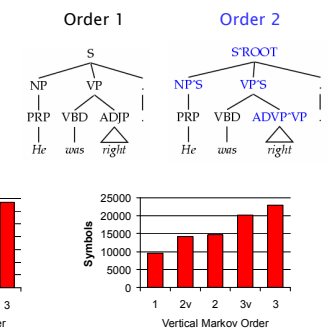 Order 1 Order 2
S S^ROOT
NP VP NP^S VP^S
PRP VBD ADJP PRP VBD ADVP^VP
He was right He was right
25000
20000
15000
10000
5000
0
Symbols
3 1 2v 2 3v 3
er Vertical Markov Order